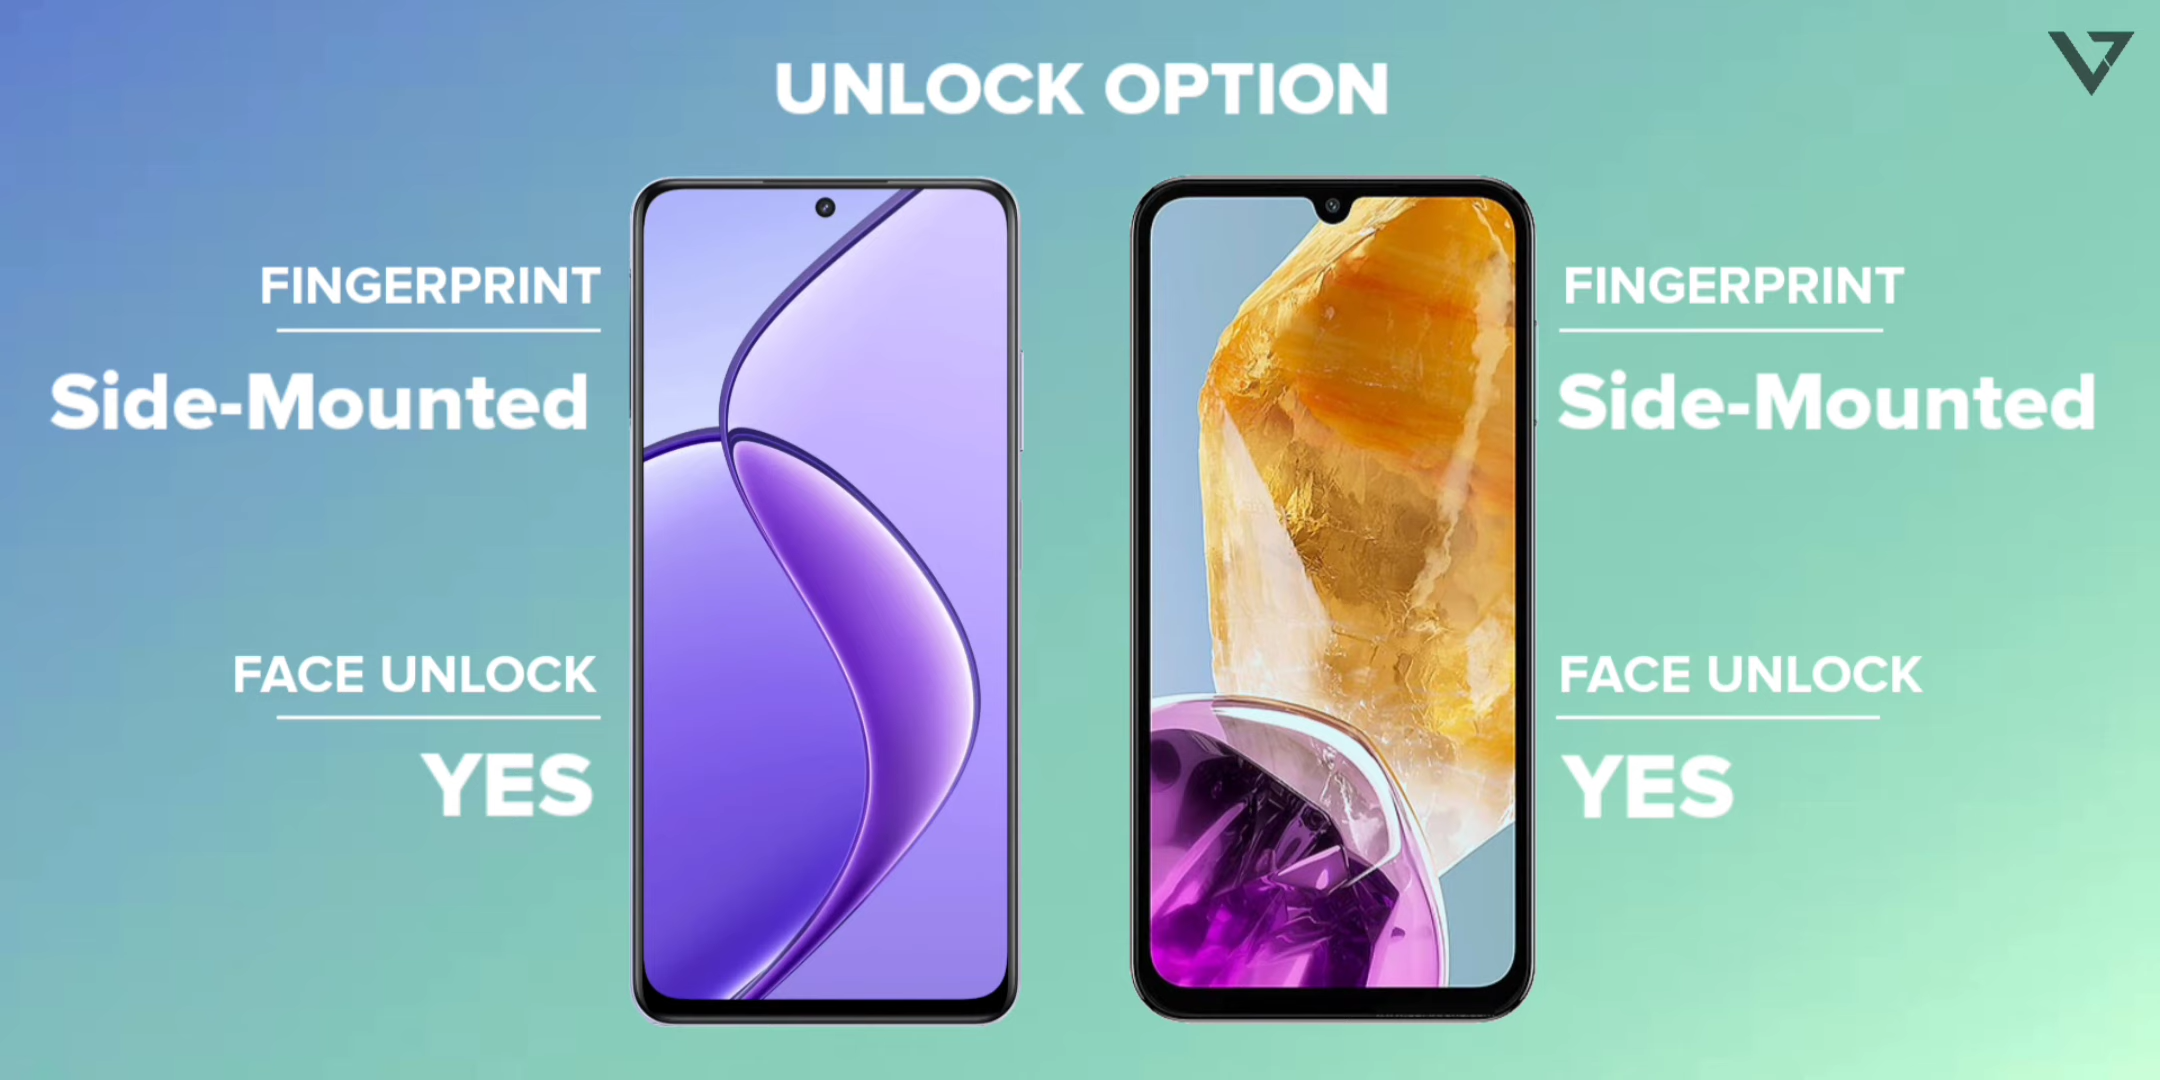 UNLOCK OPTION
FINGERPRINT
Side-Mounted
FACE UNLOCK
YES
FINGERPRINT
Side-Mounted
FACE UNLOCK
YES